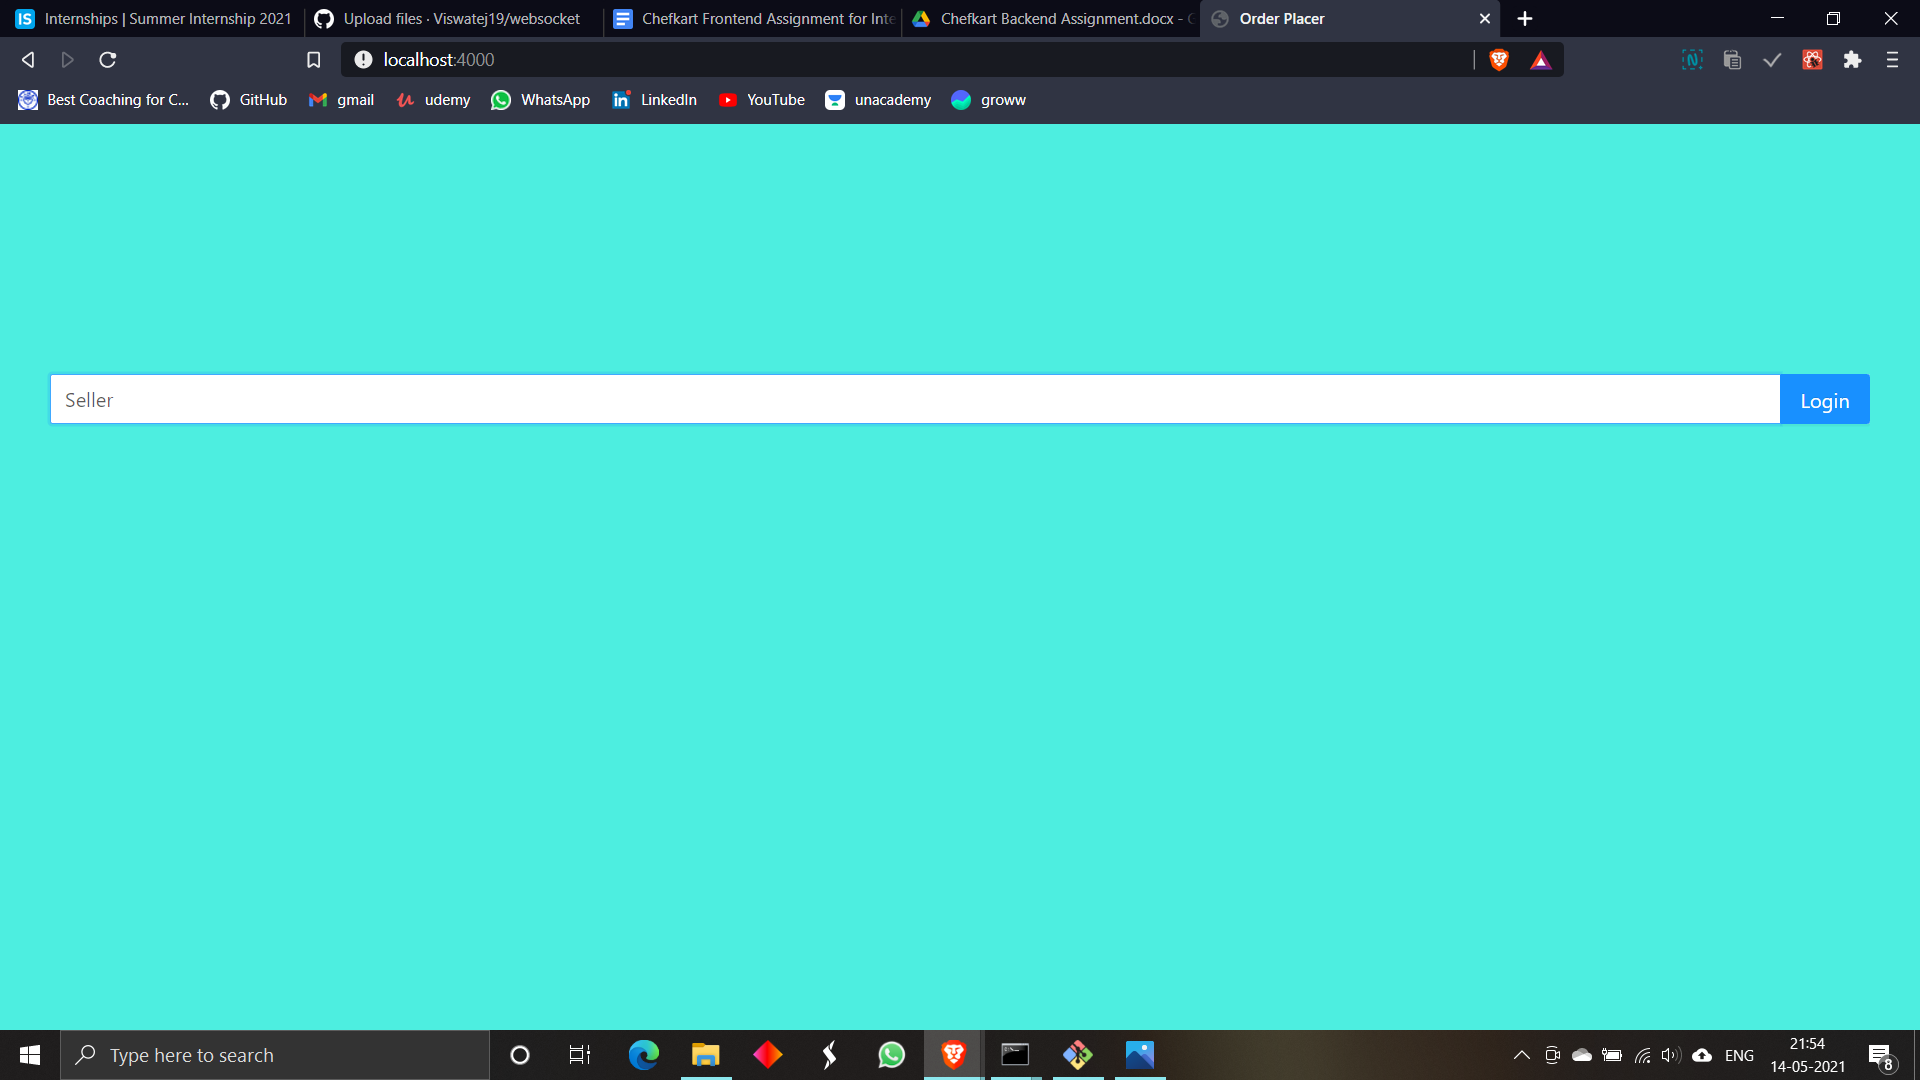 IS Internships | Summer Internship 2021
Upload files · Viswatej19/websocket
Chefkart Frontend Assignment for Inte
Chefkart Backend Assignment.docx - G
Order Placer
localhost:4000
Best Coaching for C...
GitHub
gmail
udemy
WhatsApp
in LinkedIn
YouTube
unacademy
groww
Seller
Login
Type here to search
ENG
21:54
14-05-2021
8